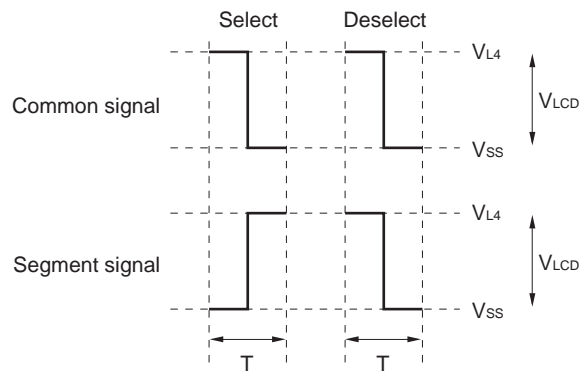 Select Deselect
VL4
Common signal
VLCD
VSS
VL4
Segment signal
VLCD
VSS
T T